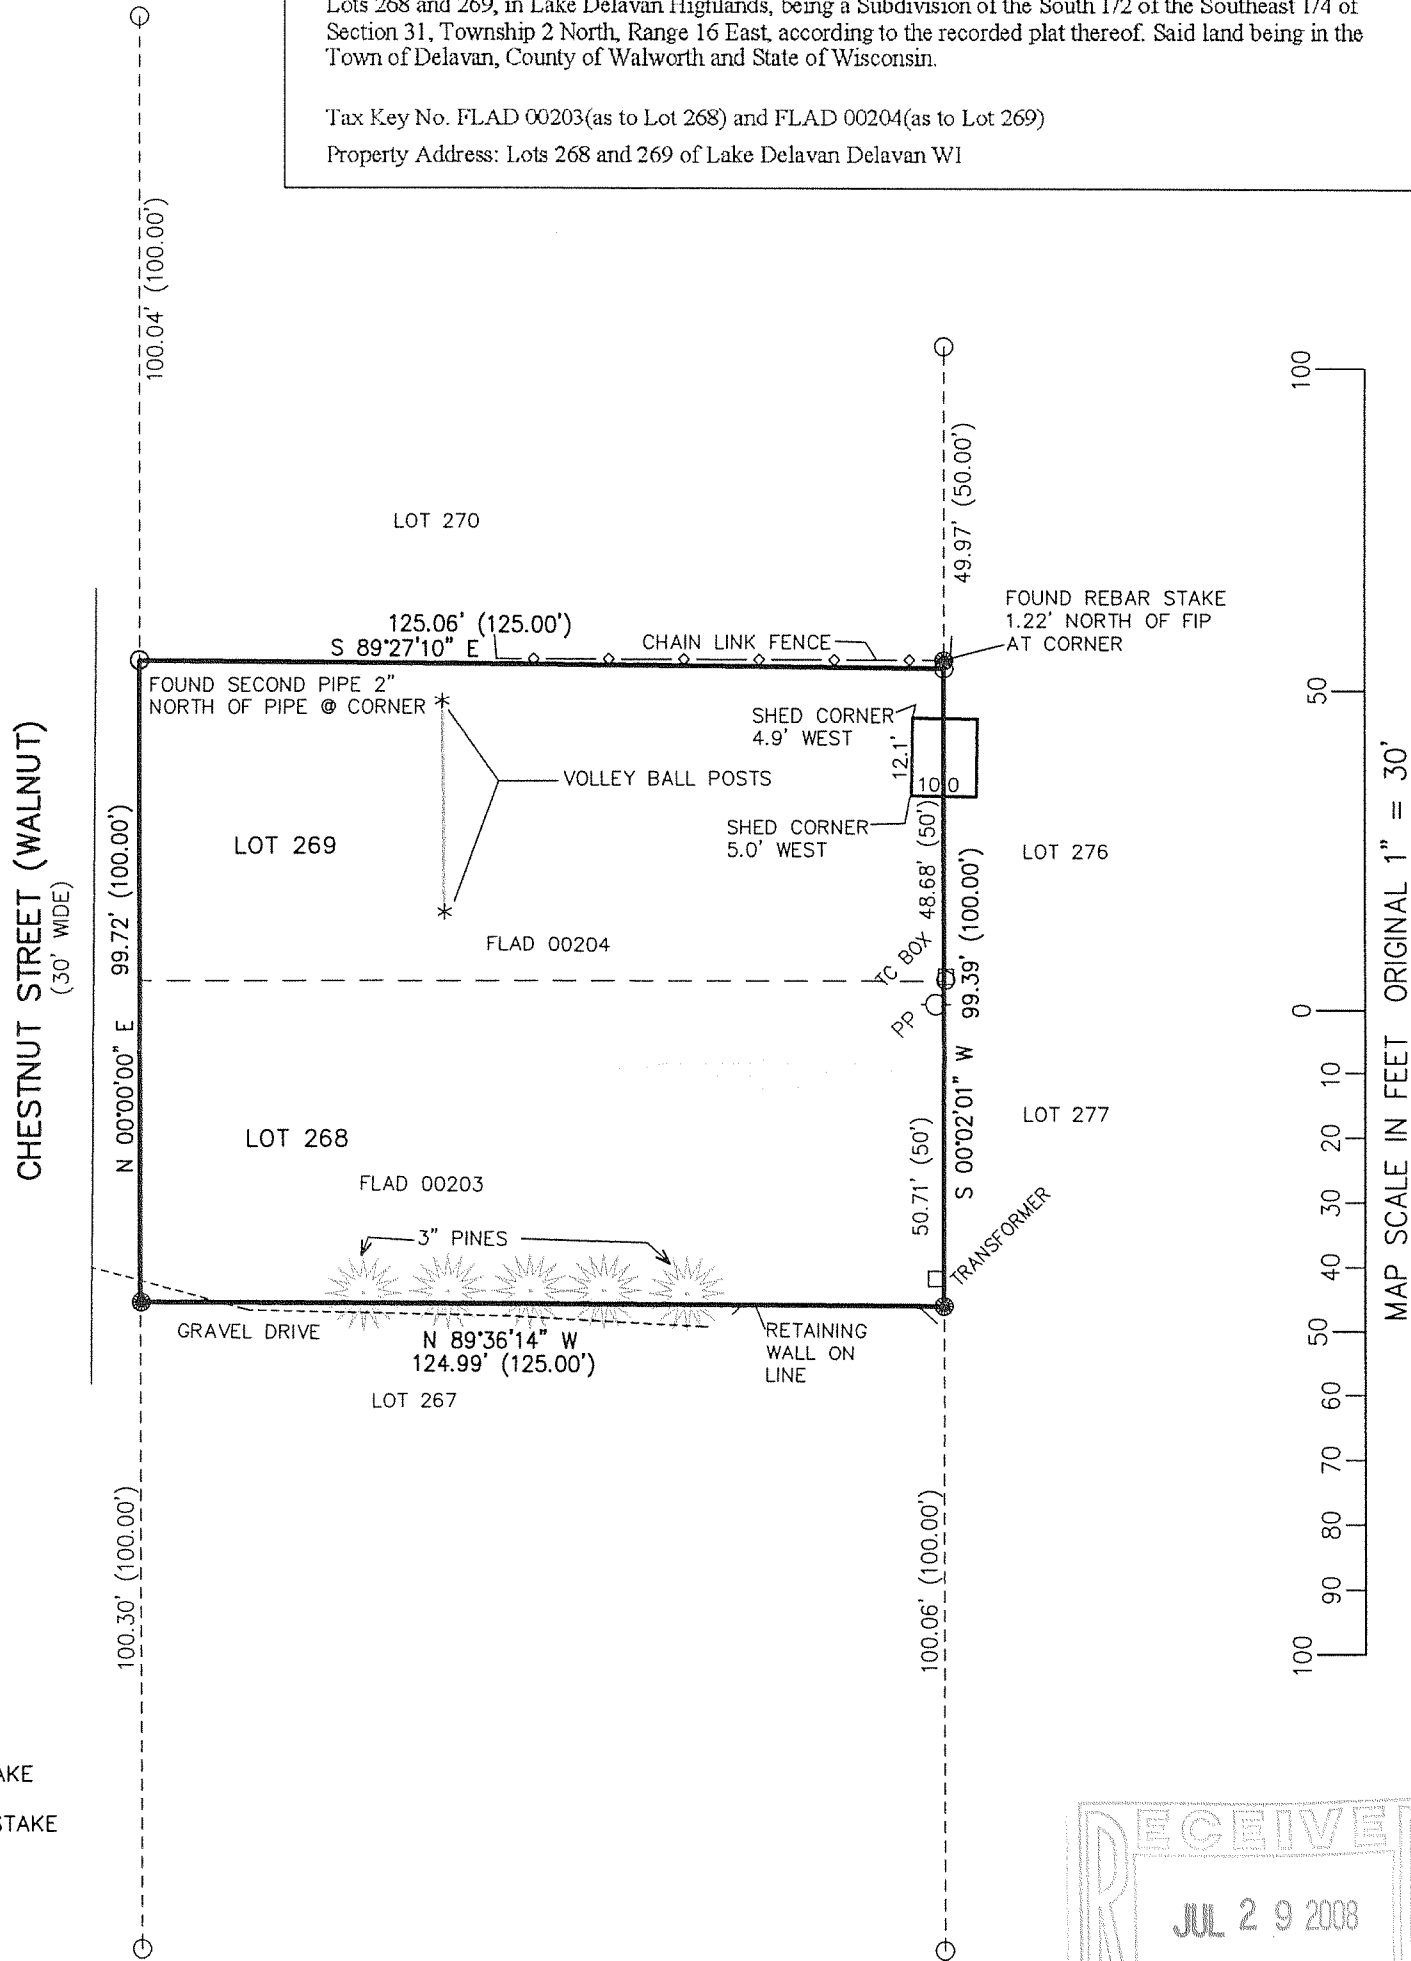 Lots 268 and 269, in Lake Delavan Highlands, being a Subdivision of the South 1/2 of the Southeast 1/4 of
Section 31, Township 2 North, Range 16 East, according to the recorded plat thereof. Said land being in the
Town of Delavan, County of Walworth and State of Wisconsin.
Tax Key No. FLAD 00203(as to Lot 268) and FLAD 00204(as to Lot 269)
Property Address: Lots 268 and 269 of Lake Delavan Delavan WI
100.04' (100.00')
49.97' (50.00')
LOT 270
FOUND REBAR STAKE
1.22' NORTH OF FIP
AT CORNER
125.06' (125.00')
S 89°27'10" E
CHAIN LINK FENCE
FOUND SECOND PIPE 2"
NORTH OF PIPE @ CORNER
SHED CORNER
4.9' WEST
12.1'
10.0
VOLLEY BALL POSTS
SHED CORNER
5.0' WEST
LOT 269
LOT 276
CHESTNUT STREET (WALNUT)
(30' WIDE)
N 00°00'00" E 99.72' (100.00')
48.68' (50')
FLAD 00204
TC BOX
PP
S 00°02'01" W 99.39' (100.00')
LOT 277
LOT 268
50.71' (50')
FLAD 00203
3" PINES
TRANSFORMER
GRAVEL DRIVE
N 89°36'14" W
124.99' (125.00')
RETAINING
WALL ON
LINE
LOT 267
100.30' (100.00')
100.06' (100.00')
100
50
0
10
20
30
40
50
60
70
80
90
100
MAP SCALE IN FEET ORIGINAL 1" = 30'
AKE
STAKE
RECEIVE
JUL 29 2008